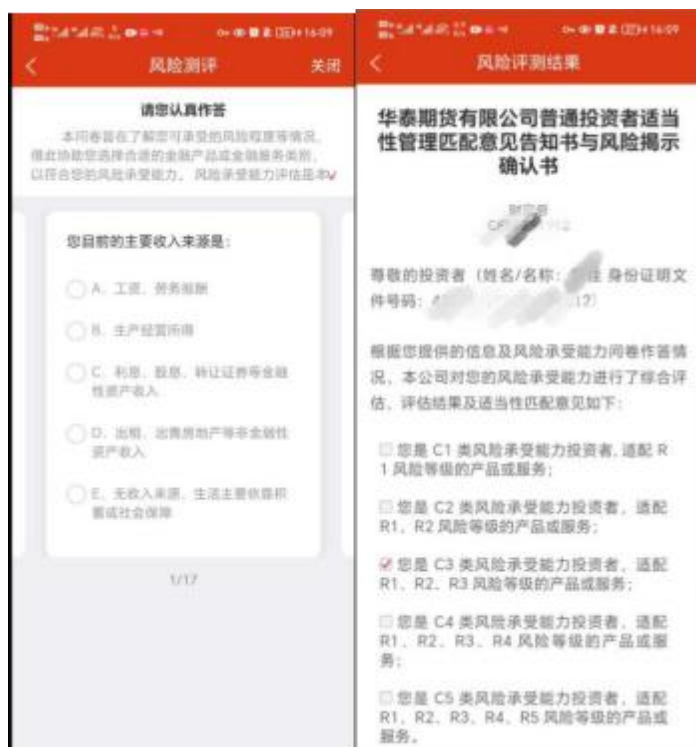 16:09
风险测评
关闭
请您认真作答
本问卷旨在了解您可承受的风险程度等情况,
借此协助您选择合适的金融产品或金融服务类别,
以符合您的风险承受能力。风险承受能力评估是本
您目前的主要收入来源是:
A、工资、劳务报酬
B、生产经营所得
C、利息、股息、转让证券等金融
性资产收入
D、出租、出售房地产等非金融性
资产收入
E、无收入来源,生活主要依靠积
蓄或社会保障
1/17
16:09
风险评测结果
华泰期货有限公司普通投资者适当
性管理匹配意见告知书与风险揭示
确认书
尊敬的投资者(姓名/名称: 身份证明文
件号码: 12)
根据您提供的信息及风险承受能力问卷作答情
况,本公司对您的风险承受能力进行了综合评
估,评估结果及适当性匹配意见如下:
您是 C1 类风险承受能力投资者,适配 R
1 风险等级的产品或服务;
您是 C2 类风险承受能力投资者,适配
R1、R2 风险等级的产品或服务;
您是 C3 类风险承受能力投资者,适配
R1、R2、R3 风险等级的产品或服务;
您是 C4 类风险承受能力投资者,适配
R1、R2、R3、R4 风险等级的产品或服
务;
您是 C5 类风险承受能力投资者,适配
R1、R2、R3、R4、R5 风险等级的产品或
服务。